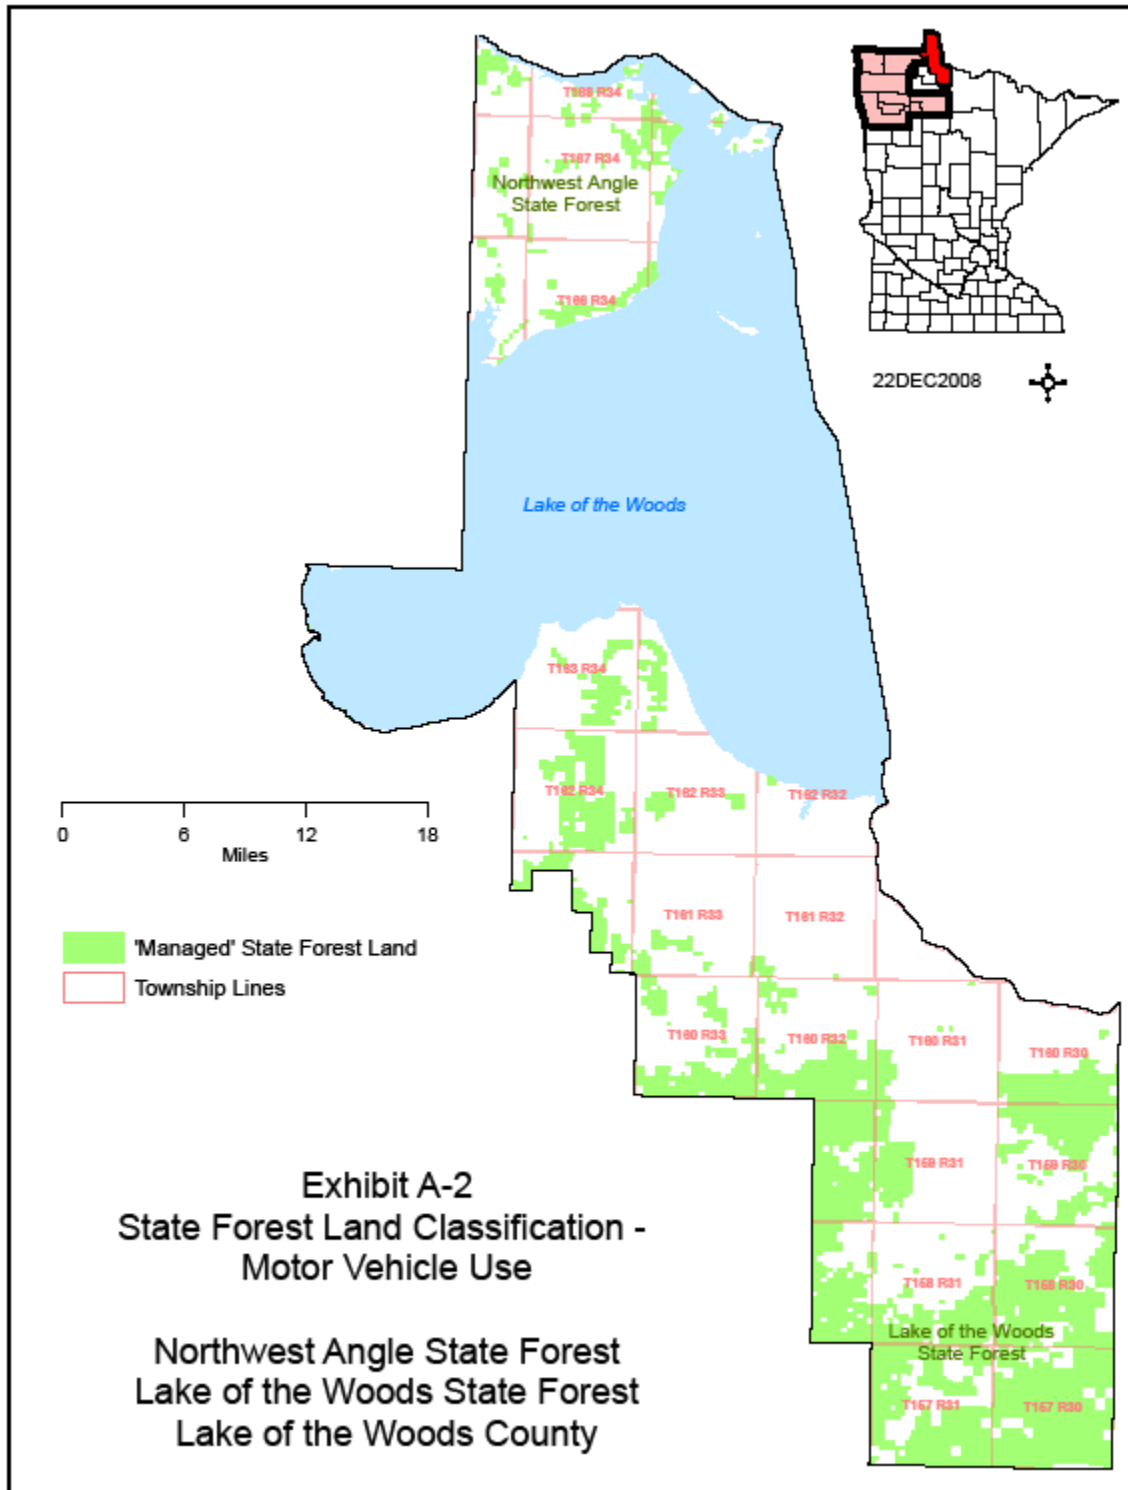 T168 R34
T167 R34
Northwest Angle
State Forest
T166 R34
22DEC2008
Lake of the Woods
T163 R34
T162 R34
T162 R33
T162 R32
0 6 12 18
Miles
T161 R33
T161 R32
'Managed' State Forest Land
Township Lines
T160 R33
T160 R32
T160 R31
T160 R30
T159 R31
T159 R30
T158 R31
T158 R30
Lake of the Woods
State Forest
T157 R31
T157 R30
Exhibit A-2
State Forest Land Classification -
Motor Vehicle Use
Northwest Angle State Forest
Lake of the Woods State Forest
Lake of the Woods County